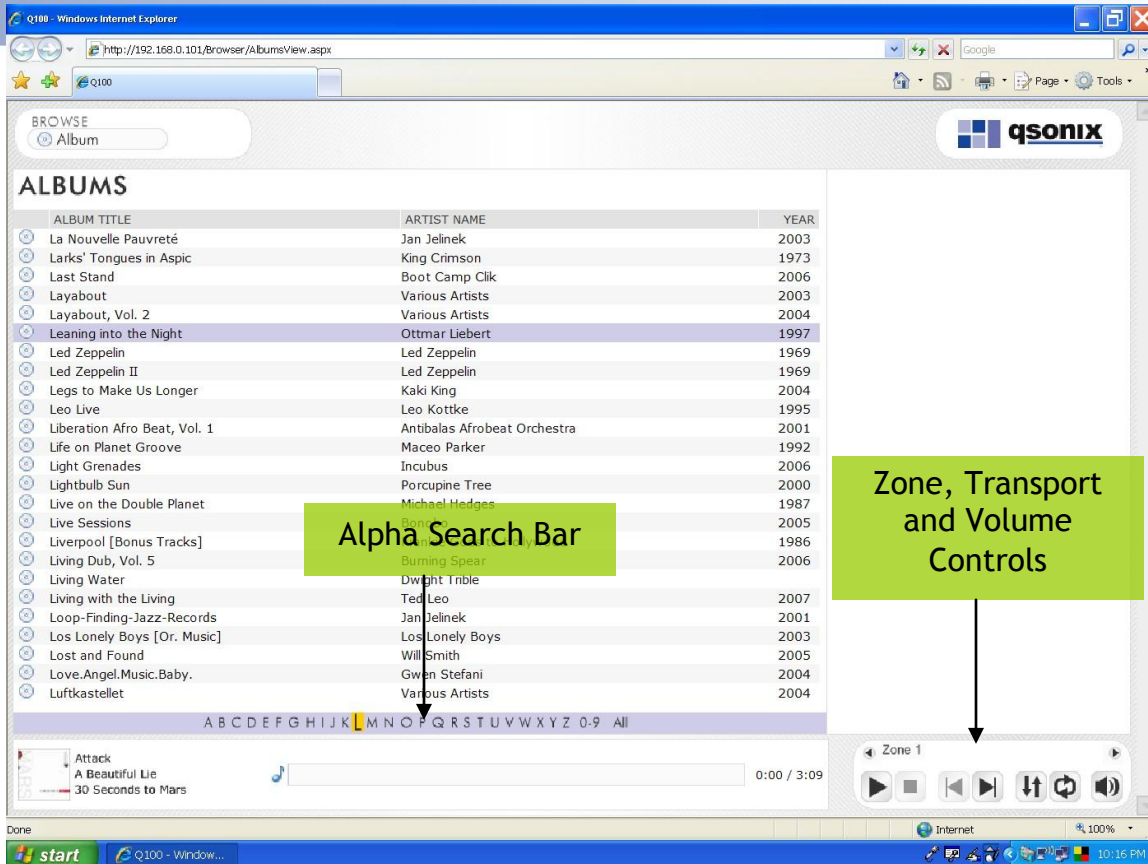 Q100 - Windows Internet Explorer
http://192.168.0.101/Browser/AlbumsView.aspx
Google
Q100
Page
Tools
BROWSE
Album
qsonix
ALBUMS
ALBUM TITLE ARTIST NAME YEAR
La Nouvelle Pauvreté Jan Jelinek 2003
Larks' Tongues in Aspic King Crimson 1973
Last Stand Boot Camp Clik 2006
Layabout Various Artists 2003
Layabout, Vol. 2 Various Artists 2004
Leaning into the Night Ottmar Liebert 1997
Led Zeppelin Led Zeppelin 1969
Led Zeppelin II Led Zeppelin 1969
Legs to Make Us Longer Kaki King 2004
Leo Live Leo Kottke 1995
Liberation Afro Beat, Vol. 1 Antibalas Afrobeat Orchestra 2001
Life on Planet Groove Maceo Parker 1992
Light Grenades Incubus 2006
Lightbulb Sun Porcupine Tree 2000
Live on the Double Planet Michael Hedges 1987
Live Sessions Bonobo 2005
Liverpool [Bonus Tracks] 1986
Living Dub, Vol. 5 Burning Spear 2006
Living Water Dwight Trible
Living with the Living Ted Leo 2007
Loop-Finding-Jazz-Records Jan Jelinek 2001
Los Lonely Boys [Or. Music] Los Lonely Boys 2003
Lost and Found Will Smith 2005
Love.Angel.Music.Baby. Gwen Stefani 2004
Luftkastellet Various Artists 2004
Alpha Search Bar
Zone, Transport
and Volume
Controls
A B C D E F G H I J K L M N O P Q R S T U V W X Y Z 0-9 All
Attack
A Beautiful Lie
30 Seconds to Mars
0:00 / 3:09
Zone 1
Done
Internet
100%
start
Q100 - Window...
10:16 PM